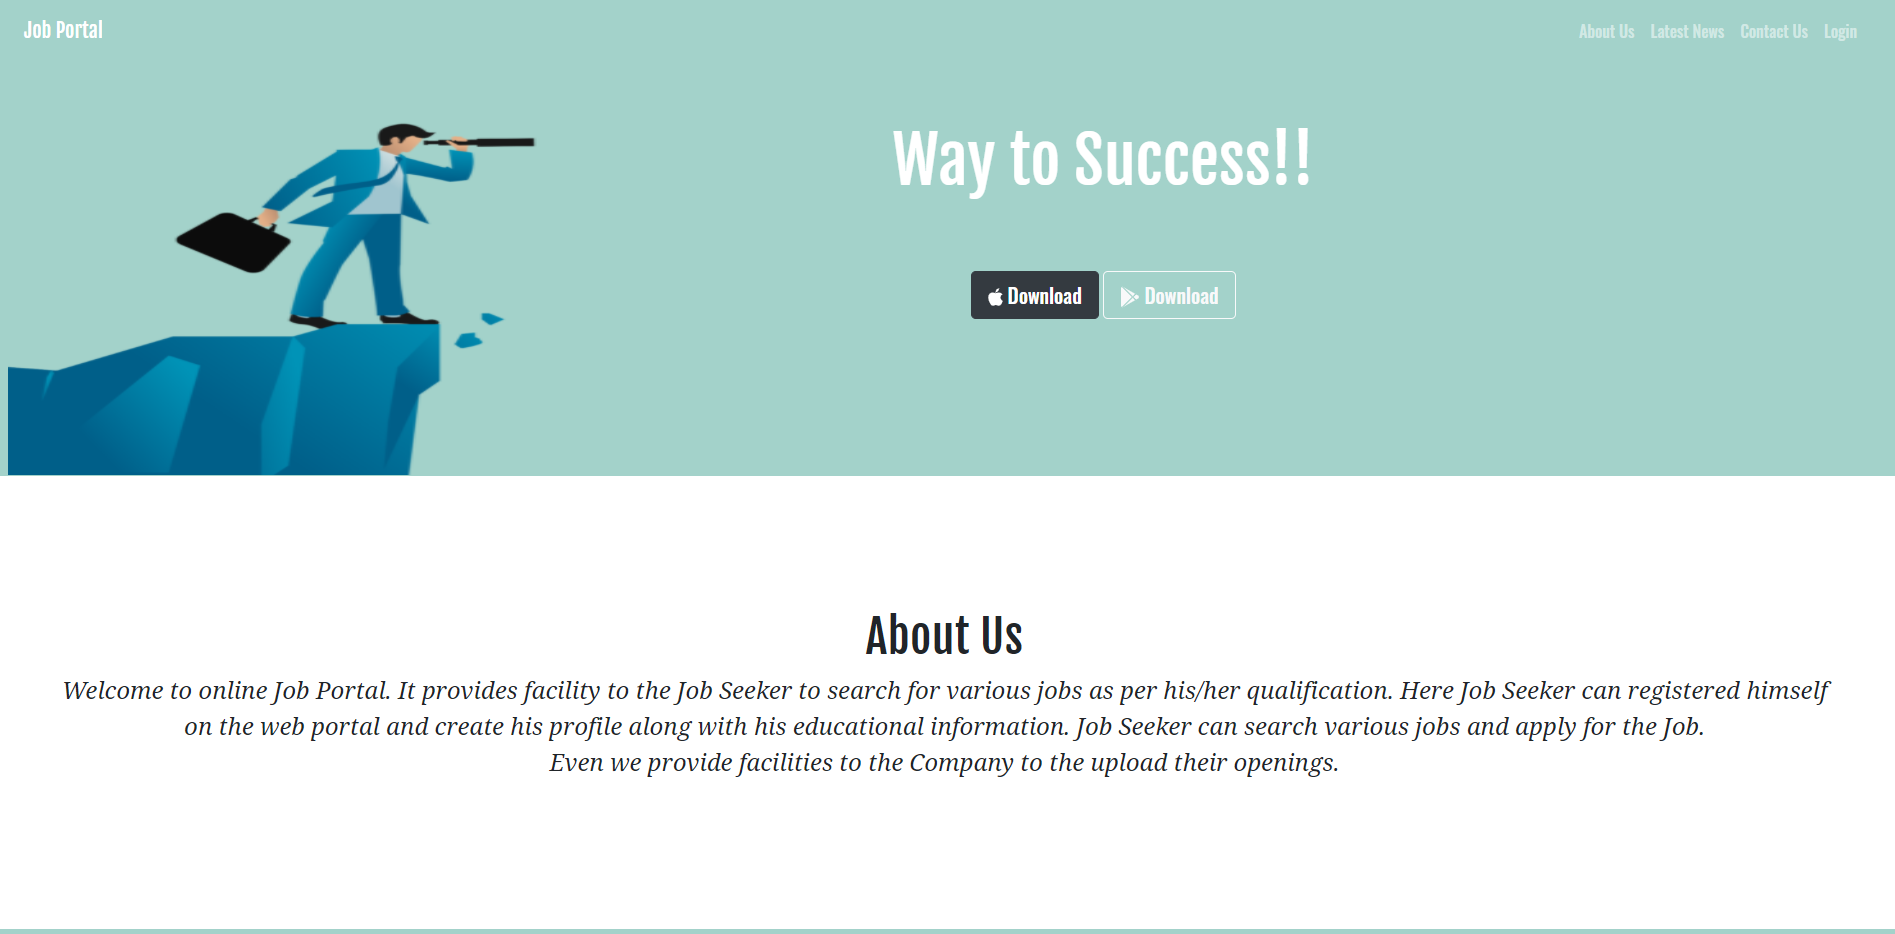 Job Portal
About Us Latest News Contact Us Login
Way to Success!!
Download Download
About Us
Welcome to online Job Portal. It provides facility to the Job Seeker to search for various jobs as per his/her qualification. Here Job Seeker can registered himself
on the web portal and create his profile along with his educational information. Job Seeker can search various jobs and apply for the Job.
Even we provide facilities to the Company to the upload their openings.